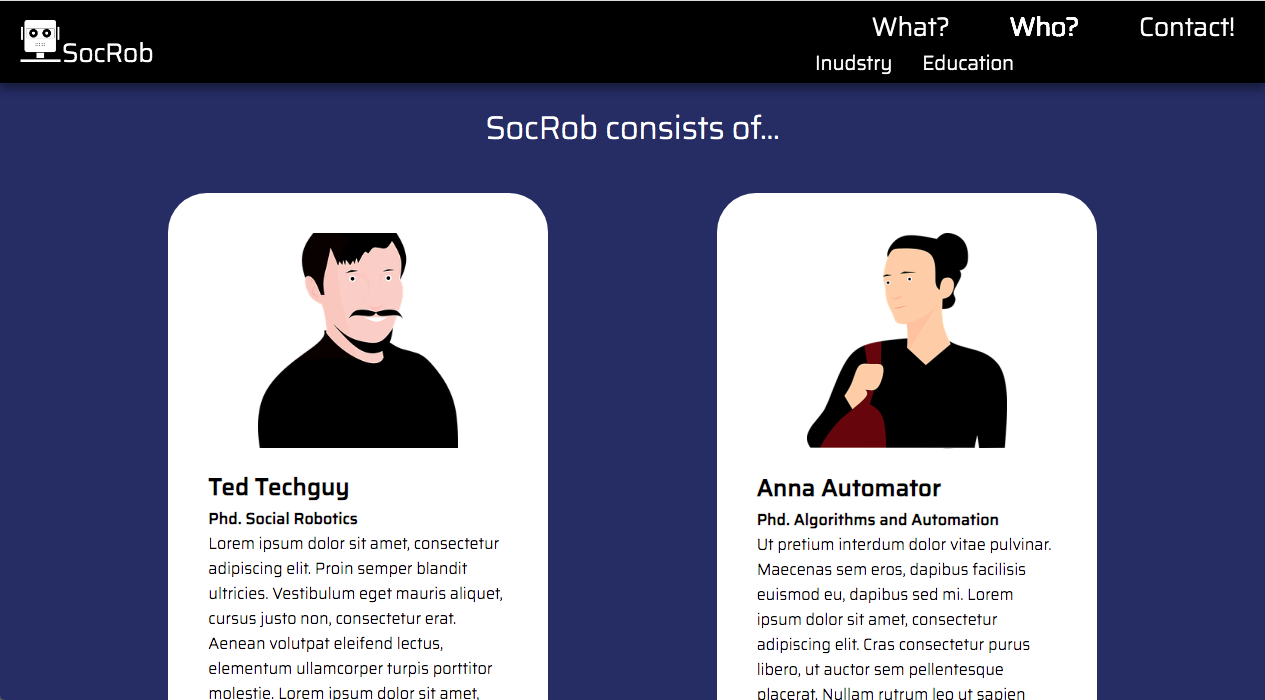 SocRob
What? Who? Contact!
Inudstry Education
SocRob consists of...
Ted Techguy
Phd. Social Robotics
Lorem ipsum dolor sit amet, consectetur
adipiscing elit. Proin semper blandit
ultricies. Vestibulum eget mauris aliquet,
cursus justo non, consectetur erat.
Aenean volutpat eleifend lectus,
elementum ullamcorper turpis porttitor
molestie. Lorem ipsum dolor sit amet,
Anna Automator
Phd. Algorithms and Automation
Ut pretium interdum dolor vitae pulvinar.
Maecenas sem eros, dapibus facilisis
euismod eu, dapibus sed mi. Lorem
ipsum dolor sit amet, consectetur
adipiscing elit. Cras consectetur purus
libero, ut auctor sem pellentesque
placerat. Nullam rutrum leo ut sapien